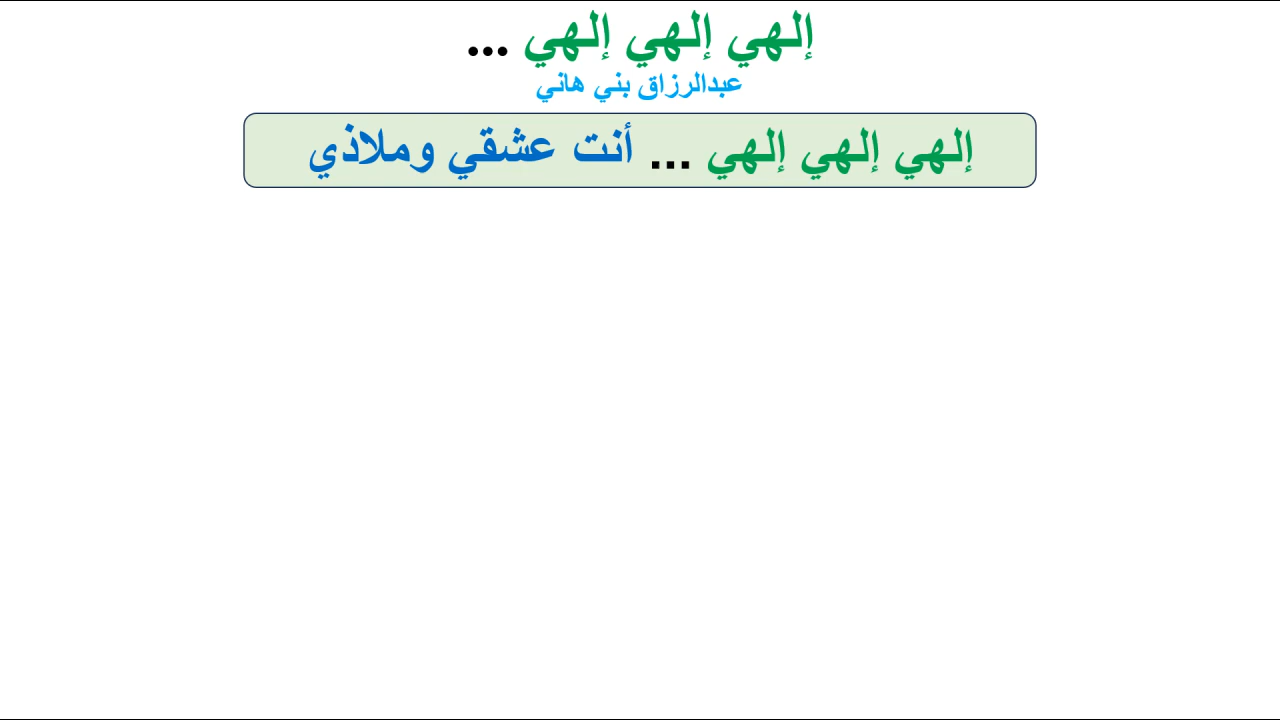 إلهي إلهي إلهي ...
عبدالرزاق بني هاني
إلهي إلهي إلهي ... أنت عشقي وملاذي